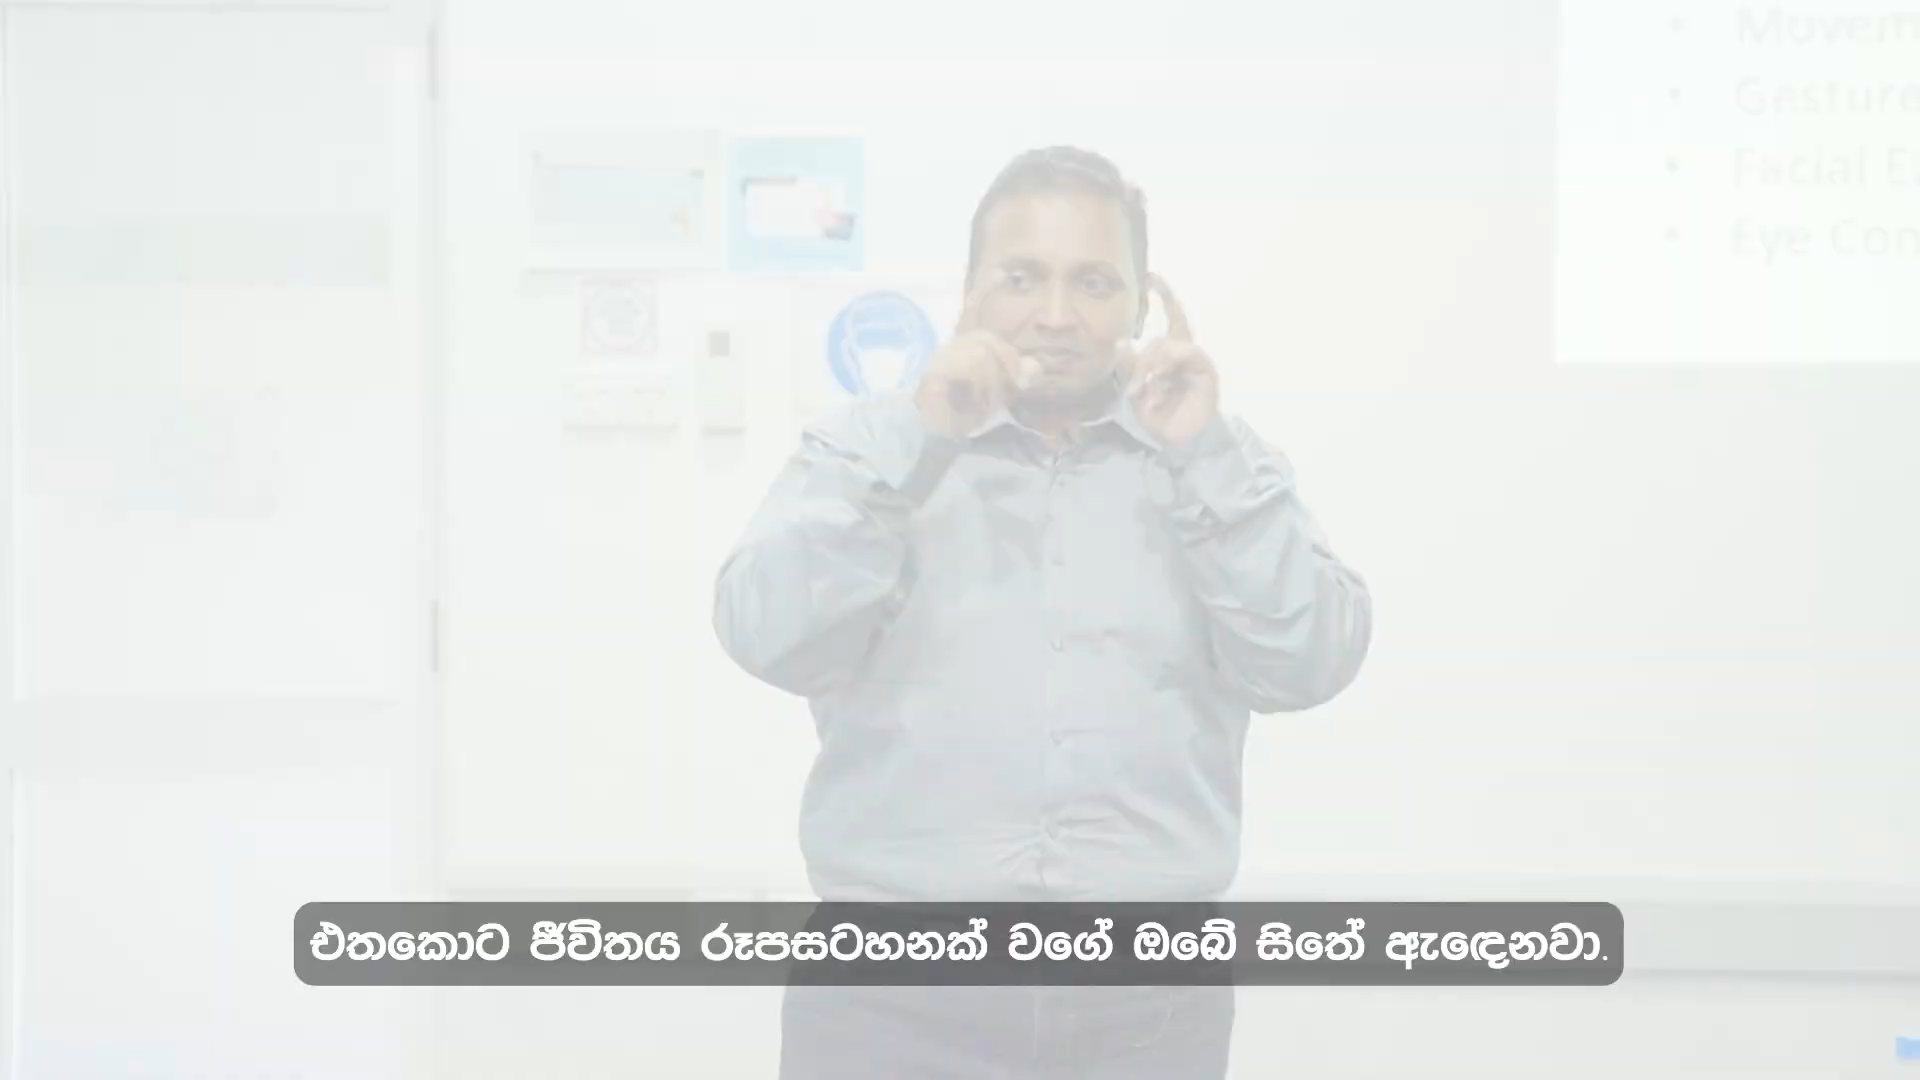 Movem
Gesture
Facial E
Eye Con
එතකොට ජීවිතය රූපසටහනක් වගේ ඔබේ සිතේ ඇඳෙනවා.